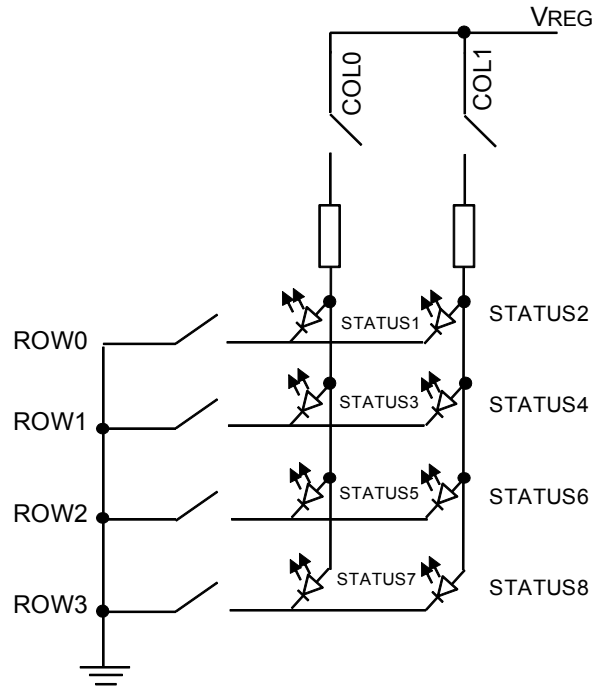 VREG
COL0
COL1
STATUS1
STATUS2
ROW0
STATUS3
STATUS4
ROW1
STATUS5
STATUS6
ROW2
STATUS7
STATUS8
ROW3